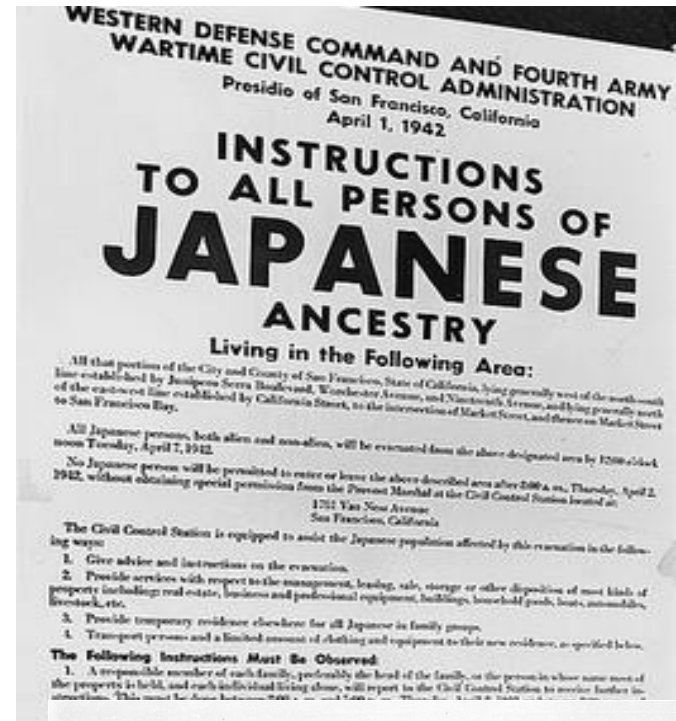 WESTERN DEFENSE COMMAND AND FOURTH ARMY
WARTIME CIVIL CONTROL ADMINISTRATION
Presidio of San Francisco, California
April 1, 1942
INSTRUCTIONS
TO ALL PERSONS OF
JAPANESE
ANCESTRY
Living in the Following Area:
All that portion of the City and County of San Francisco, State of California, lying generally west of the north-south
line established by Junipero Serra Boulevard, Worchester Avenue, and Nineteenth Avenue, and lying generally north
of the east-west line established by California Street, to the intersection of Market Street, and thence on Market Street
to San Francisco Bay.
All Japanese persons, both alien and non-alien, will be evacuated from the above designated area by 12:00 o'clock
noon Tuesday, April 7, 1942.
No Japanese person will be permitted to enter or leave the above described area after 8:00 a. m., Thursday, April 2,
1942, without obtaining special permission from the Provost Marshal at the Civil Control Station located at:
1701 Van Ness Avenue
San Francisco, California
The Civil Control Station is equipped to assist the Japanese population affected by this evacuation in the follow-
ing ways:
1. Give advice and instructions on the evacuation.
2. Provide services with respect to the management, leasing, sale, storage or other disposition of most kinds of
property including: real estate, business and professional equipment, buildings, household goods, boats, automobiles,
livestock, etc.
3. Provide temporary residence elsewhere for all Japanese in family groups.
4. Transport persons and a limited amount of clothing and equipment to their new residence, as specified below.
The Following Instructions Must Be Observed:
1. A responsible member of each family, preferably the head of the family, or the person in whose name most of
the property is held, and each individual living alone, will report to the Civil Control Station to receive further in-
structions. This must be done between